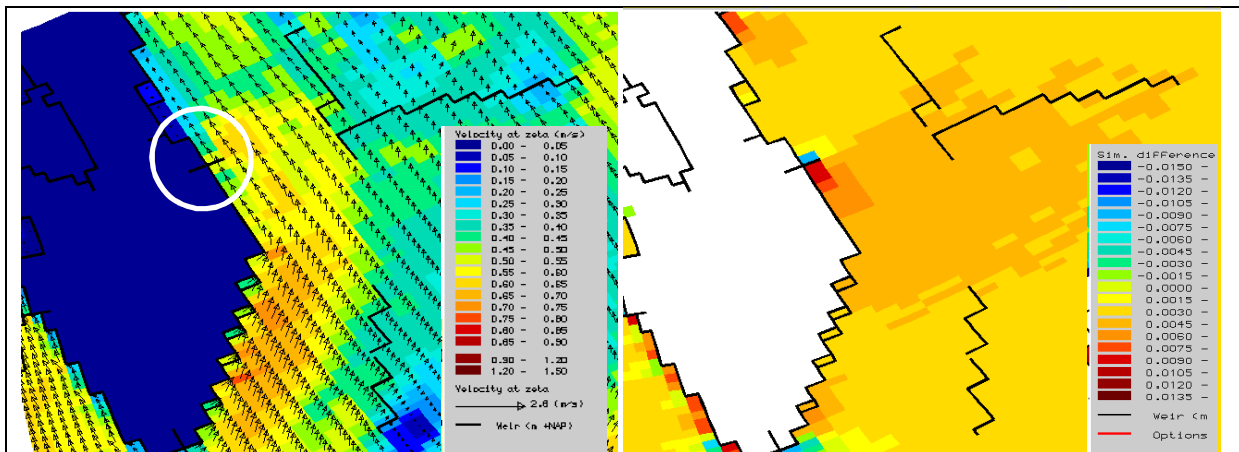 Velocity at zeta (m/s)
0.00 - 0.05
0.05 - 0.10
0.10 - 0.15
0.15 - 0.20
0.20 - 0.25
0.25 - 0.30
0.30 - 0.35
0.35 - 0.40
0.40 - 0.45
0.45 - 0.50
0.50 - 0.55
0.55 - 0.60
0.60 - 0.65
0.65 - 0.70
0.70 - 0.75
0.75 - 0.80
0.80 - 0.85
0.85 - 0.90
0.90 - 1.20
1.20 - 1.50
Velocity at zeta
2.6 (m/s)
Weir (m +NAP)
Sim. difference
-0.0150 -
-0.0135 -
-0.0120 -
-0.0105 -
-0.0090 -
-0.0075 -
-0.0060 -
-0.0045 -
-0.0030 -
-0.0015 -
0.0000 -
0.0015 -
0.0030 -
0.0045 -
0.0060 -
0.0075 -
0.0090 -
0.0105 -
0.0120 -
0.0135 -
Weir (m
Options